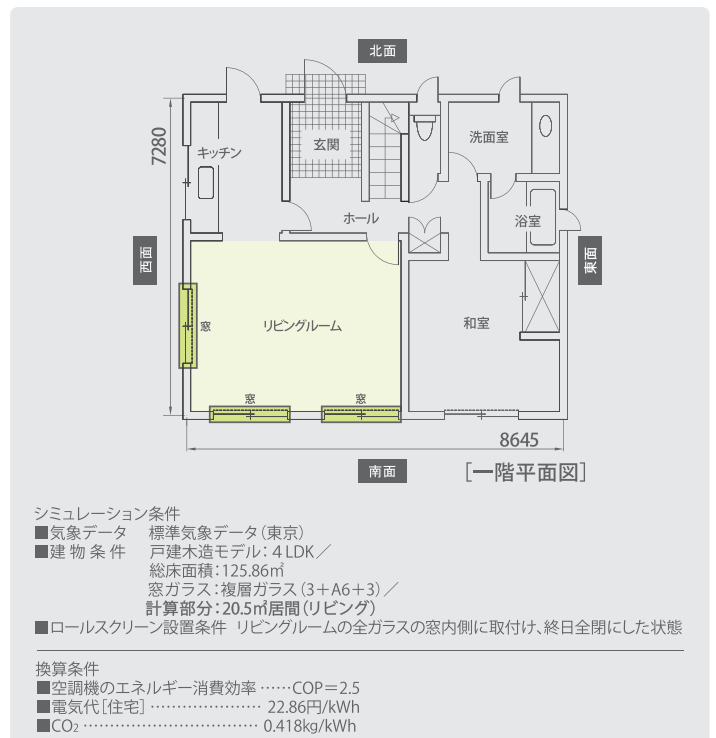 北面
7280
キッチン
玄関
洗面室
ホール
浴室
西面
東面
窓
リビングルーム
和室
窓
窓
8645
南面
［一階平面図］
シミュレーション条件
■気象データ 標準気象データ（東京）
■建物条件 戸建木造モデル：４LDK／
総床面積：125.86㎡
窓ガラス：複層ガラス（3＋A6＋3）／
計算部分：20.5㎡居間（リビング）
■ロールスクリーン設置条件 リビングルームの全ガラスの窓内側に取付け、終日全閉にした状態
換算条件
■空調機のエネルギー消費効率 ……COP＝2.5
■電気代［住宅］ ………………… 22.86円/kWh
■CO₂ …………………………… 0.418kg/kWh